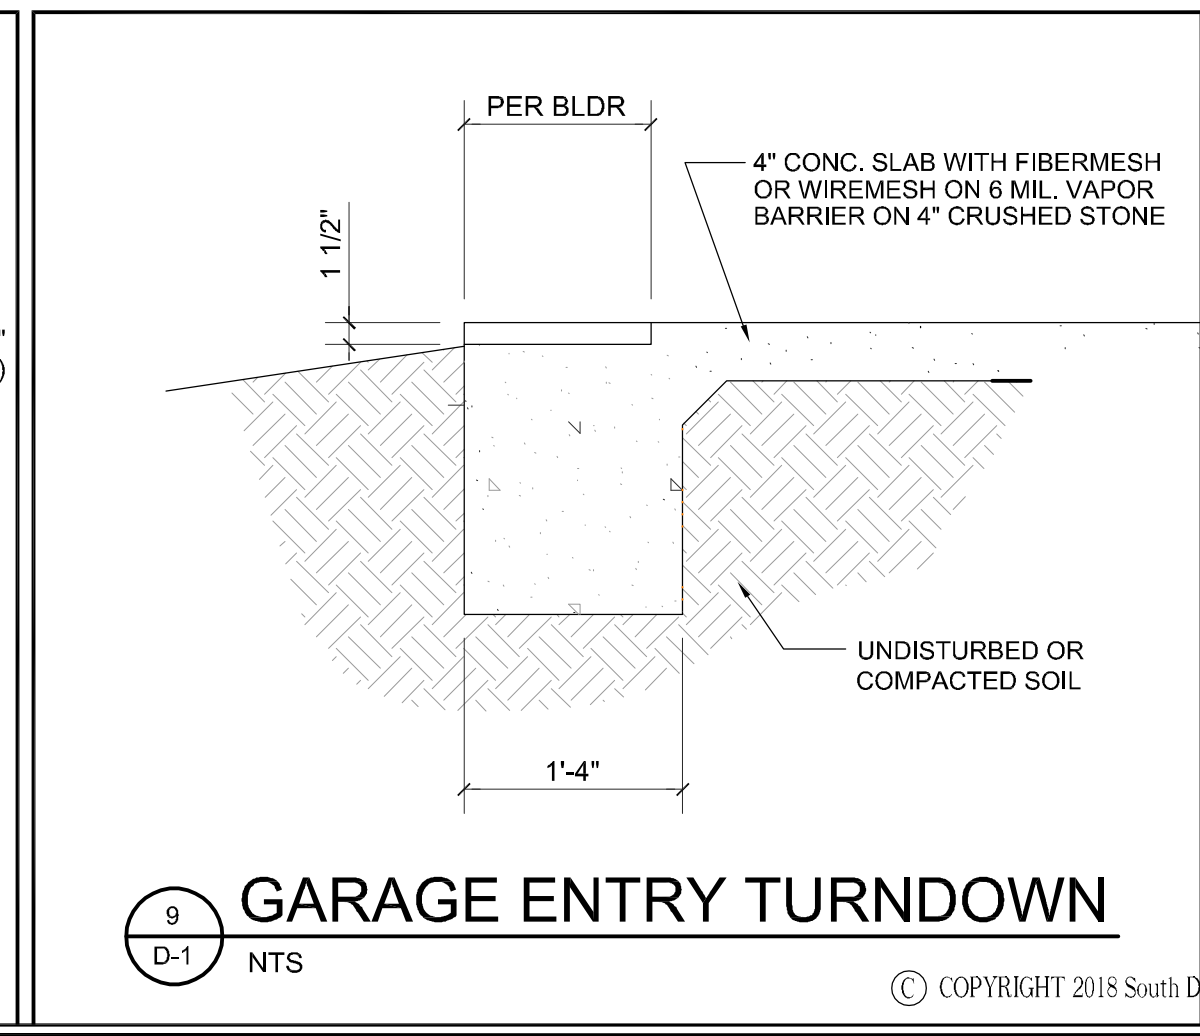 PER BLDR
4" CONC. SLAB WITH FIBERMESH
OR WIREMESH ON 6 MIL. VAPOR
BARRIER ON 4" CRUSHED STONE
1 1/2"
UNDISTURBED OR
COMPACTED SOIL
1'-4"
9
D-1
GARAGE ENTRY TURNDOWN
NTS
© COPYRIGHT 2018 South